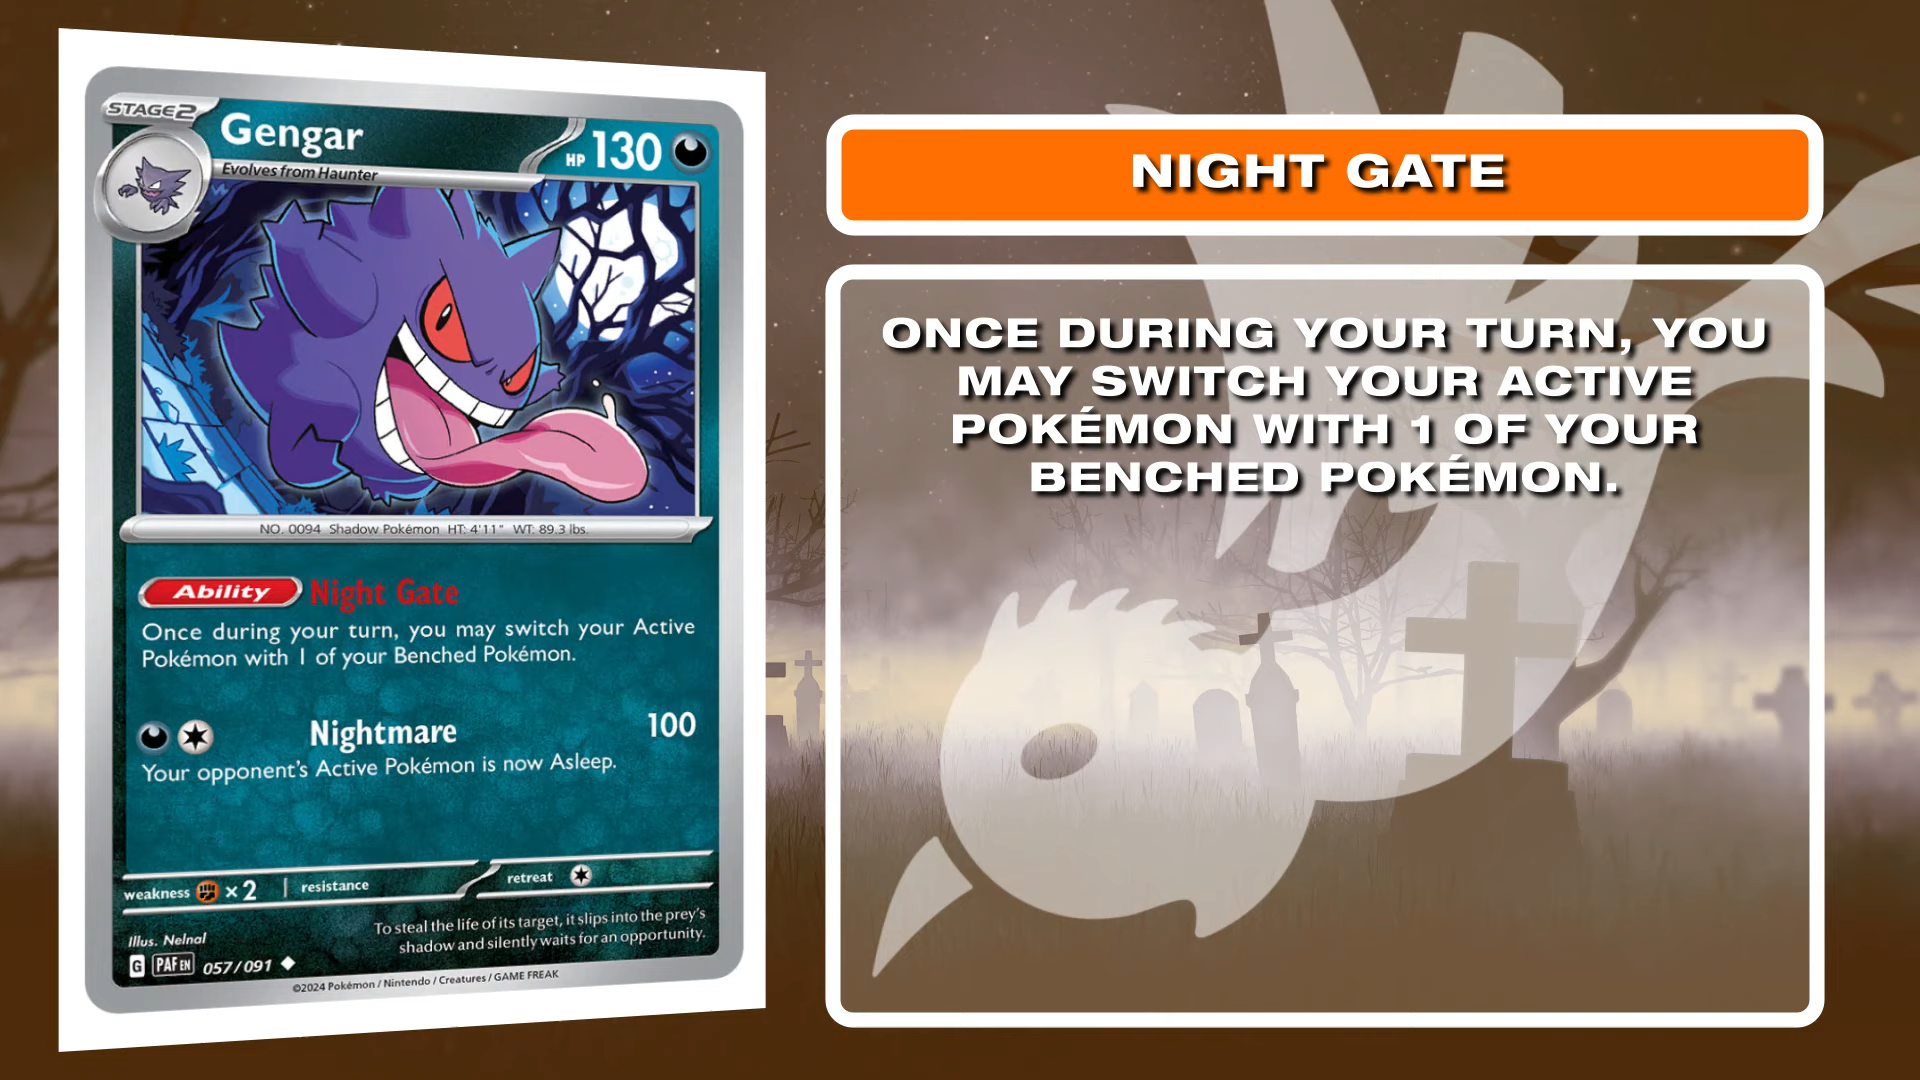 STAGE2
Gengar
HP 130
Evolves from Haunter
NO. 0094 Shadow Pokémon HT: 4'11" WT: 89.3 lbs.
Ability Night Gate
Once during your turn, you may switch your Active
Pokémon with 1 of your Benched Pokémon.
Nightmare 100
Your opponent's Active Pokémon is now Asleep.
weakness ×2 resistance retreat
To steal the life of its target, it slips into the prey's
shadow and silently waits for an opportunity.
Illus. Nelnal
G PAF EN 057/091
©2024 Pokémon / Nintendo / Creatures / GAME FREAK
NIGHT GATE
ONCE DURING YOUR TURN, YOU
MAY SWITCH YOUR ACTIVE
POKÉMON WITH 1 OF YOUR
BENCHED POKÉMON.